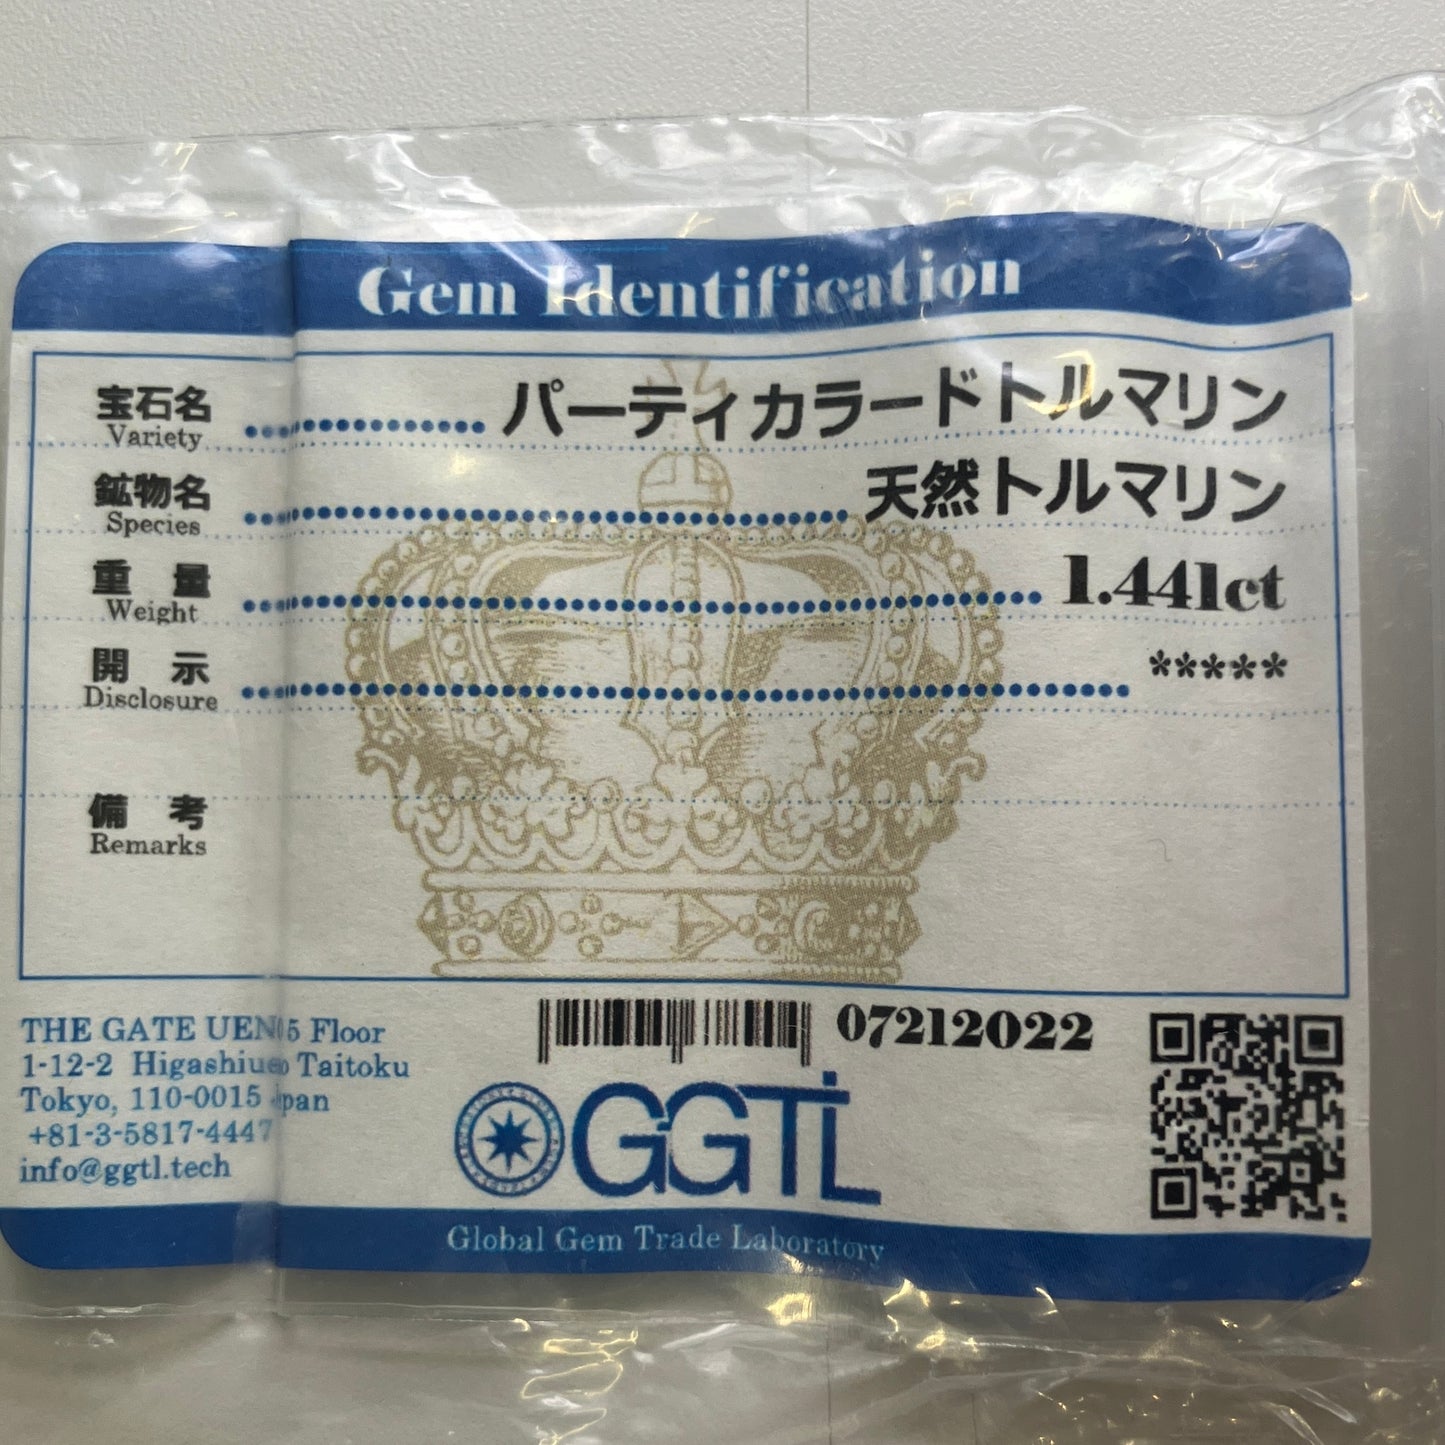 Gem Identification
宝石名 パーティカラードトルマリン
Variety
鉱物名 天然トルマリン
Species
重量 1.441ct
Weight
開示 *****
Disclosure
備考
Remarks
THE GATE UEN 5 Floor
1-12-2 Higashiueno Taitoku
Tokyo, 110-0015 Japan
+81-3-5817-4447
info@ggtl.tech
07212022
GGTL
Global Gem Trade Laboratory